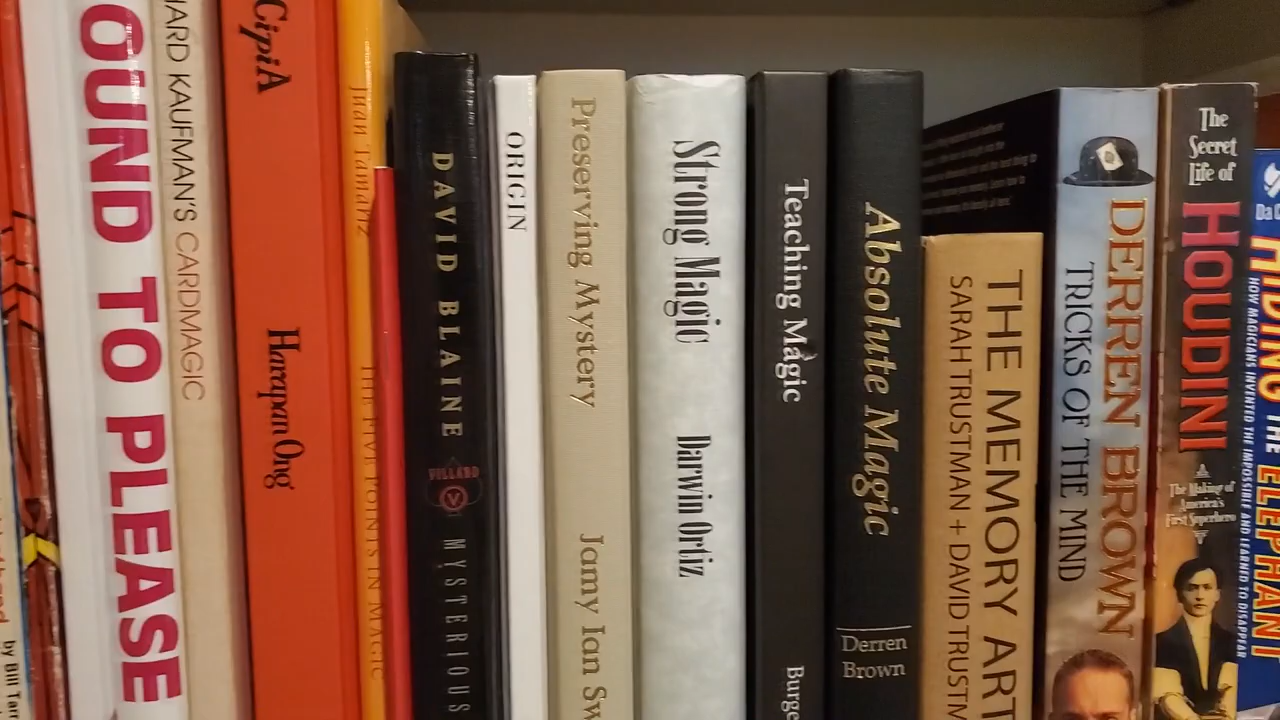 by Bill Tarr
OUND TO PLEASE
HARD KAUFMAN'S CARDMAGIC
CipiA
Harapan Ong
Juan Tamariz
THE FIVE POINTS IN MAGIC
DAVID BLAINE
VILLARD
V
MYSTERIOUS
ORIGIN
Preserving Mystery
Jamy Ian Sw
Strong Magic
Darwin Ortiz
Teaching Magic
Burge
Absolute Magic
Derren
Brown
THE MEMORY ART
SARAH TRUSTMAN + DAVID TRUSTM
DERREN BROWN
TRICKS OF THE MIND
The
Secret
Life of
HOUDINI
The Making of
America's
First Superhero
Da C
HIDING THE ELEPHANT
HOW MAGICIANS INVENTED THE IMPOSSIBLE AND LEARNED TO DISAPPEAR